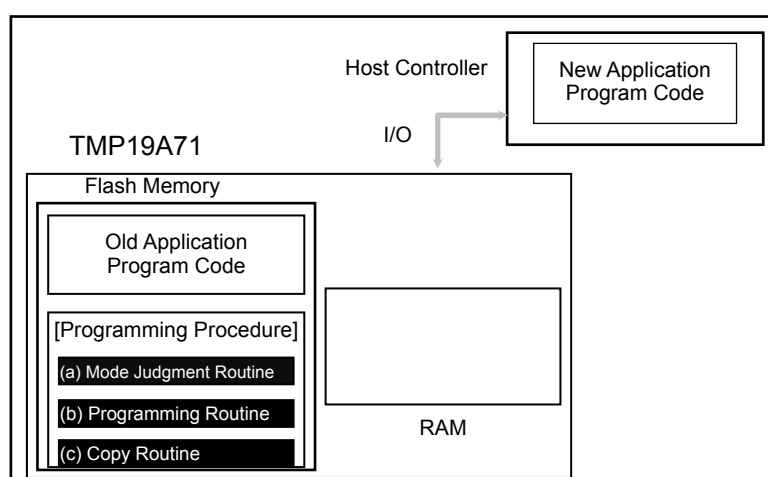 Host Controller
New Application
Program Code
I/O
TMP19A71
Flash Memory
Old Application
Program Code
[Programming Procedure]
(a) Mode Judgment Routine
(b) Programming Routine
(c) Copy Routine
RAM